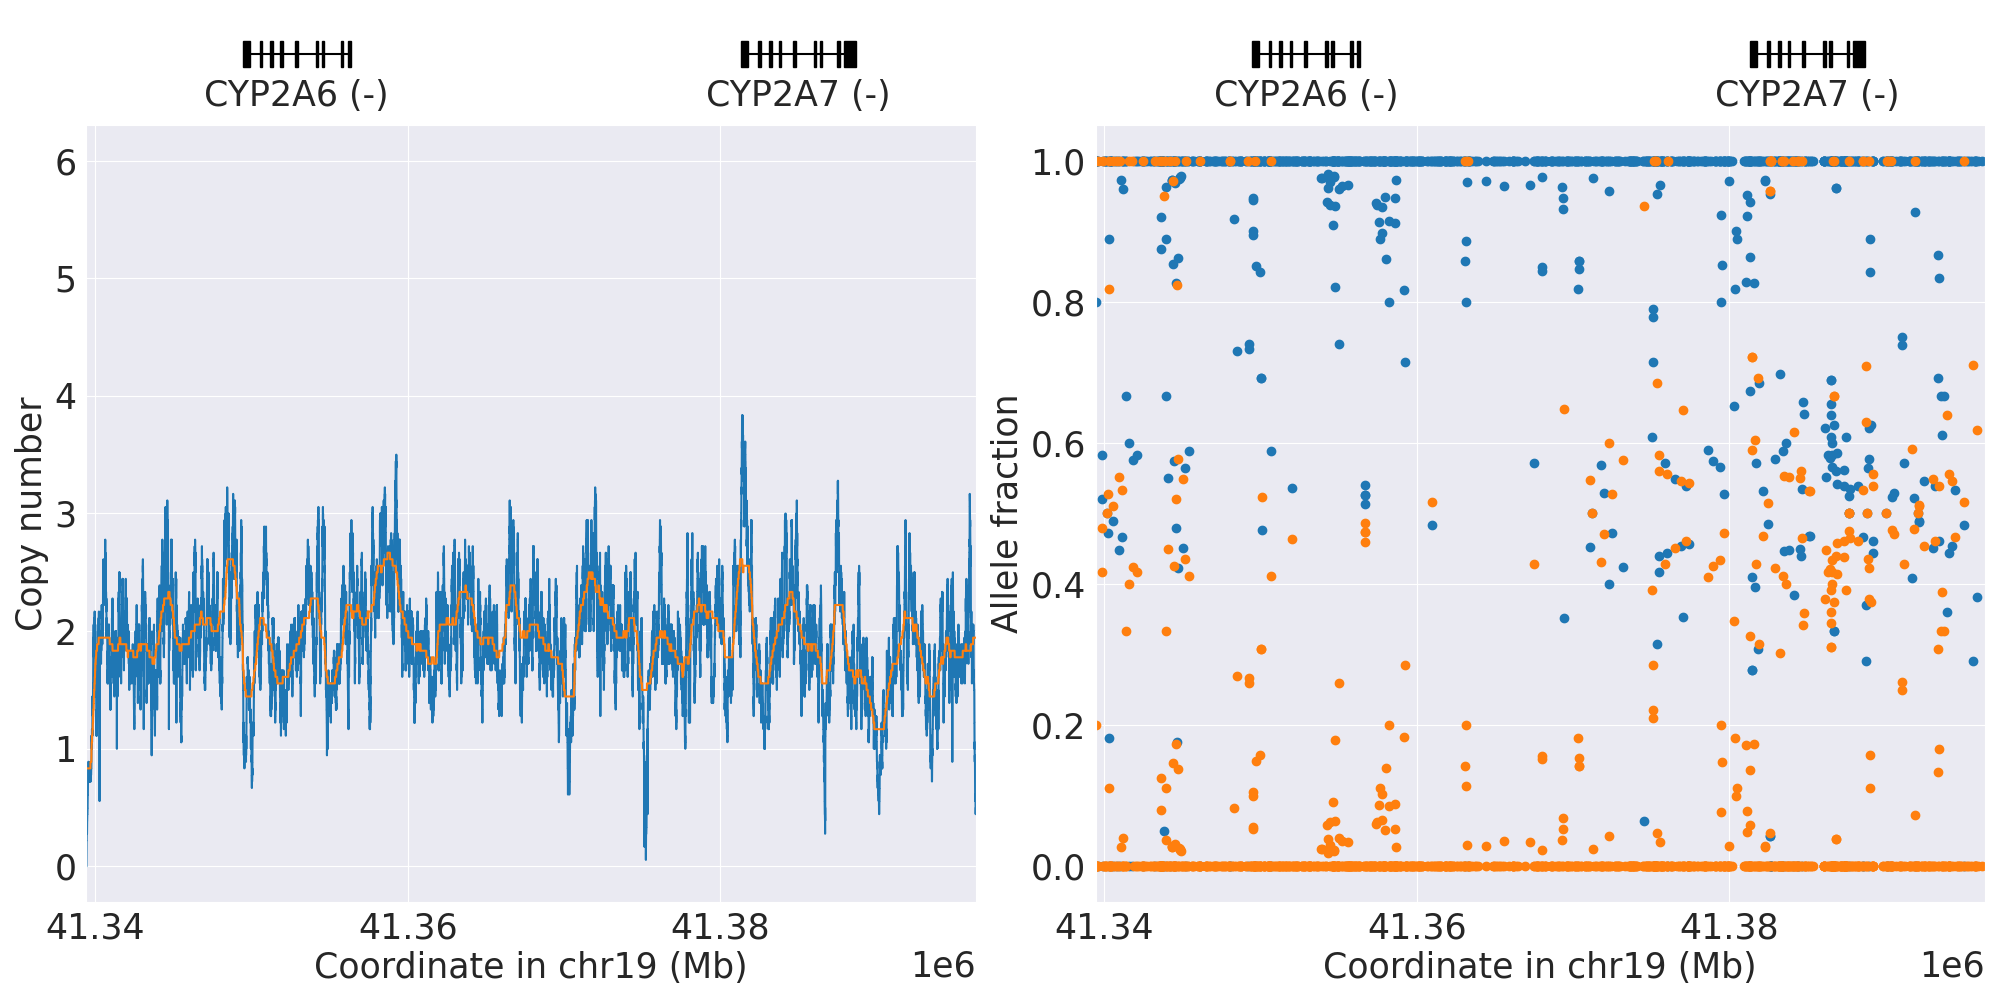 CYP2A6 (-)
CYP2A7 (-)
6
5
4
3
2
1
0
Copy number
41.34
41.36
41.38
Coordinate in chr19 (Mb)
1e6
CYP2A6 (-)
CYP2A7 (-)
1.0
0.8
0.6
0.4
0.2
0.0
Allele fraction
41.34
41.36
41.38
Coordinate in chr19 (Mb)
1e6